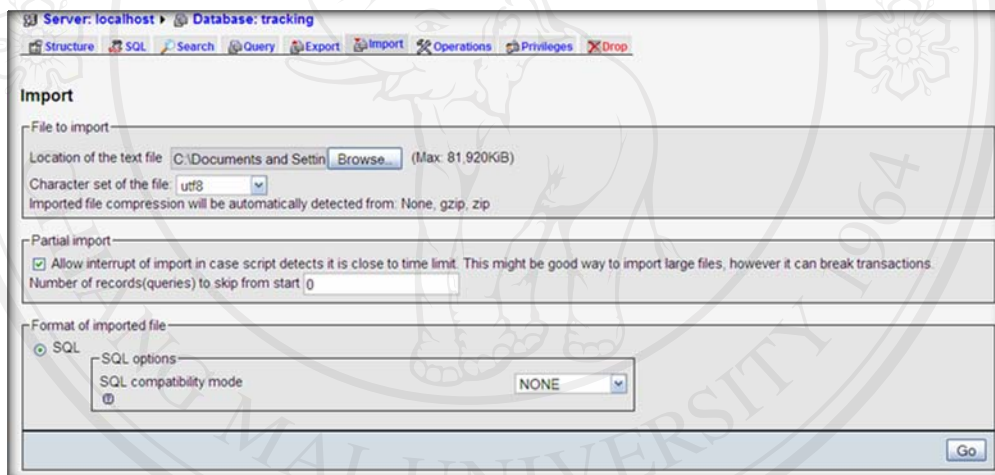 Server: localhost ▸ Database: tracking
Structure SQL Search Query Export Import Operations Privileges Drop
Import
File to import
Location of the text file C:\Documents and Settin Browse... (Max: 81,920KiB)
Character set of the file: utf8
Imported file compression will be automatically detected from: None, gzip, zip
Partial import
Allow interrupt of import in case script detects it is close to time limit. This might be good way to import large files, however it can break transactions.
Number of records(queries) to skip from start 0
Format of imported file
SQL
SQL options
SQL compatibility mode NONE
Go
ANG MAI UNIVERSITY 1964